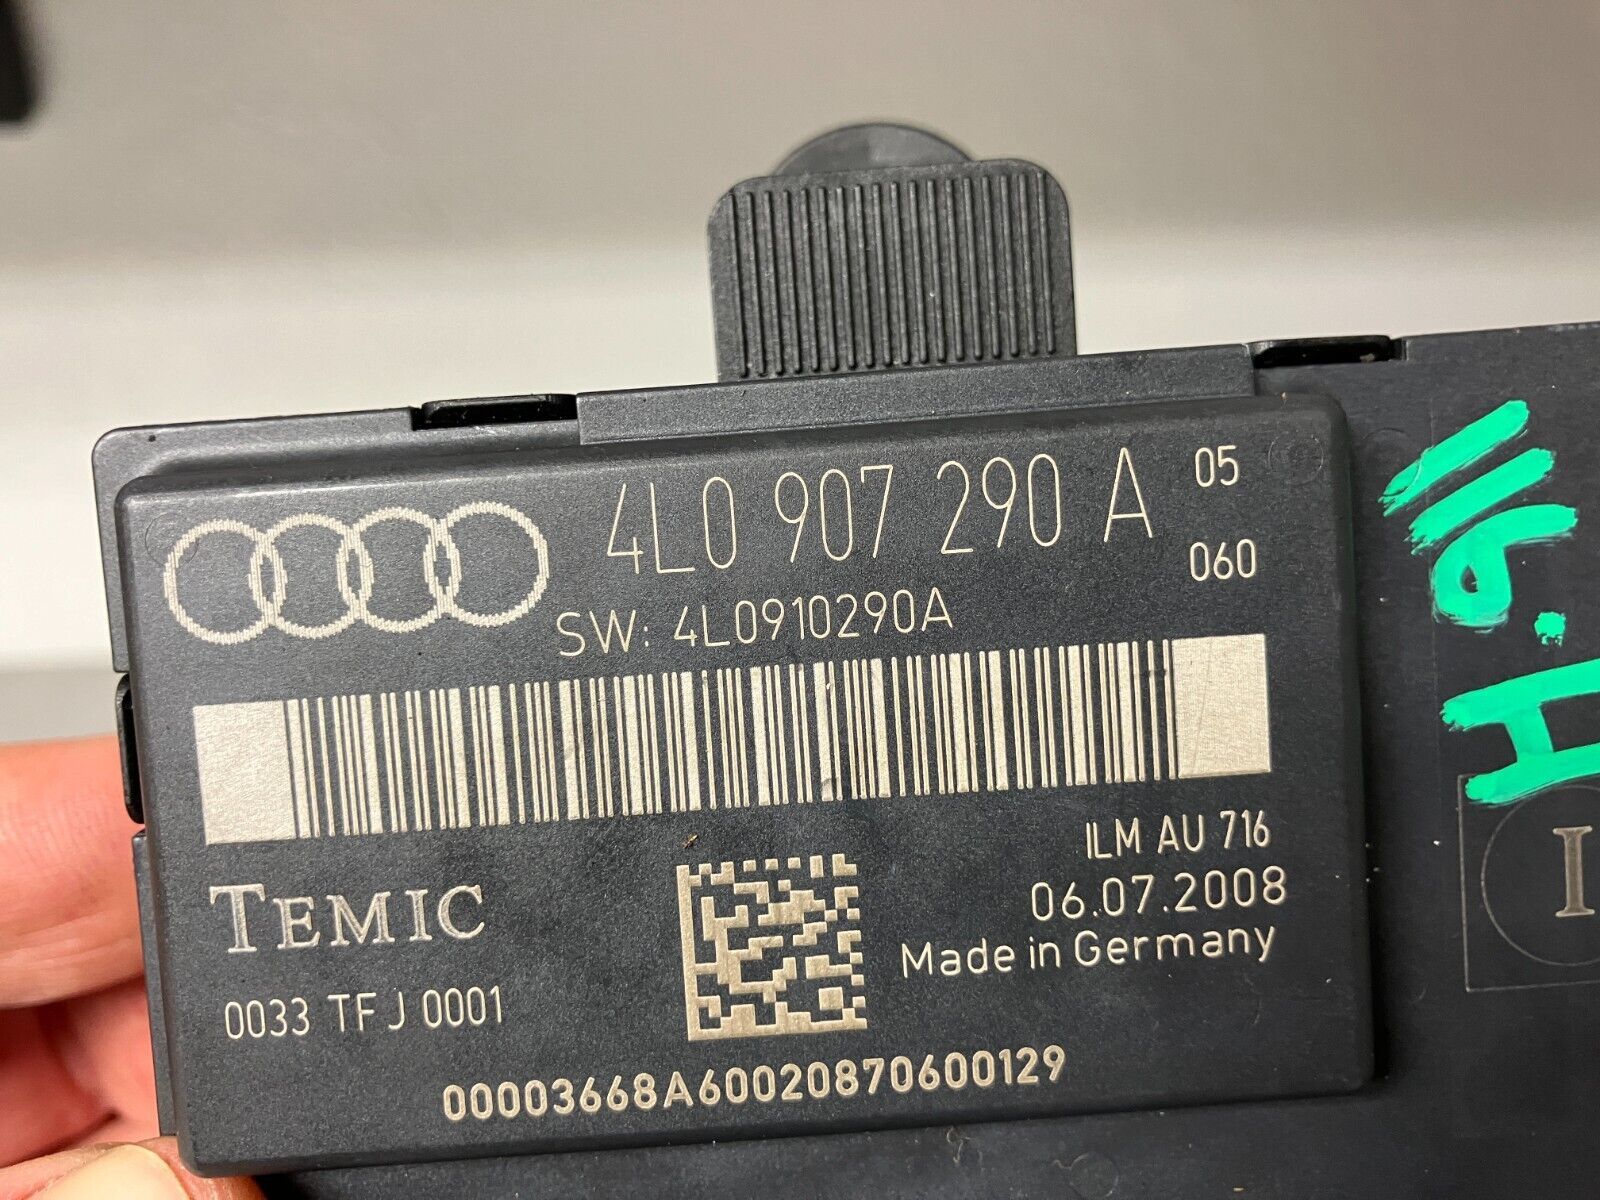 4L0 907 290 A 05
060
SW: 4L0910290A
ILM AU 716
06.07.2008
Made in Germany
TEMIC
0033 TFJ 0001
00003668A60020870600129
I